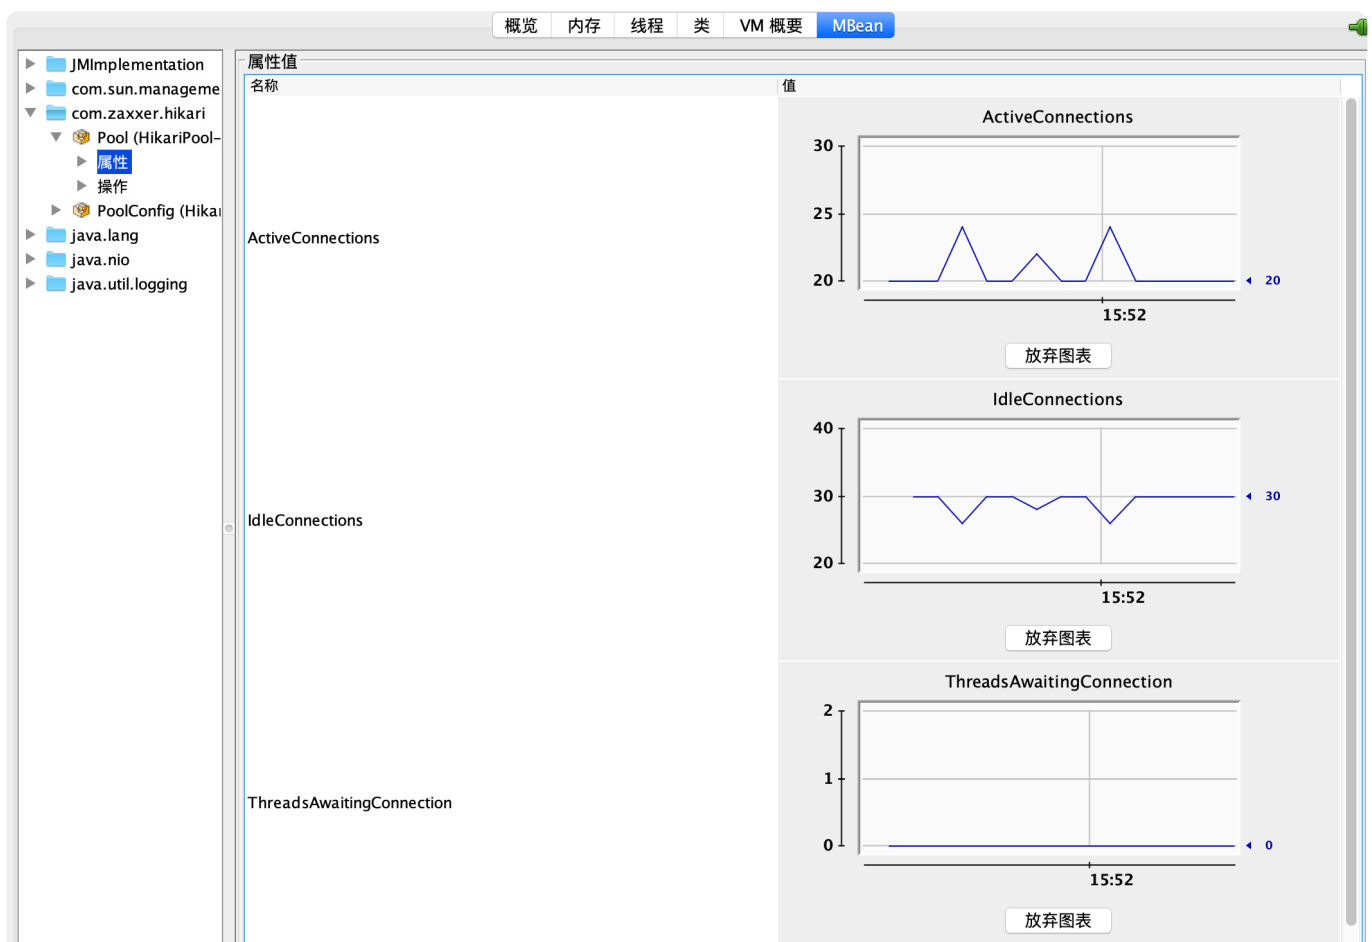 概览 内存 线程 类 VM 概要 MBean
JMImplementation
com.sun.manageme
com.zaxxer.hikari
Pool (HikariPool-
属性
操作
PoolConfig (Hika
java.lang
java.nio
java.util.logging
属性值
名称 值
ActiveConnections
ActiveConnections
30
25
20
20
15:52
放弃图表
IdleConnections
IdleConnections
40
30
20
30
15:52
放弃图表
ThreadsAwaitingConnection
ThreadsAwaitingConnection
2
1
0
0
15:52
放弃图表